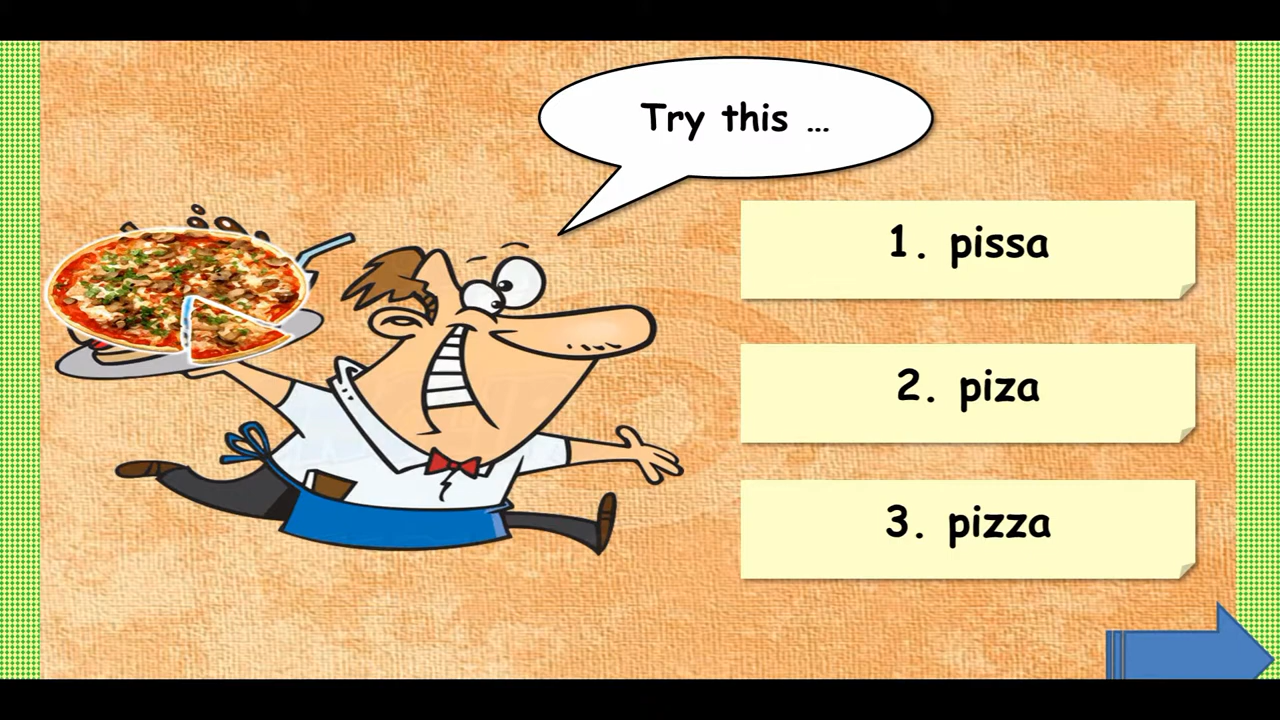 Try this …
1. pissa
2. piza
3. pizza